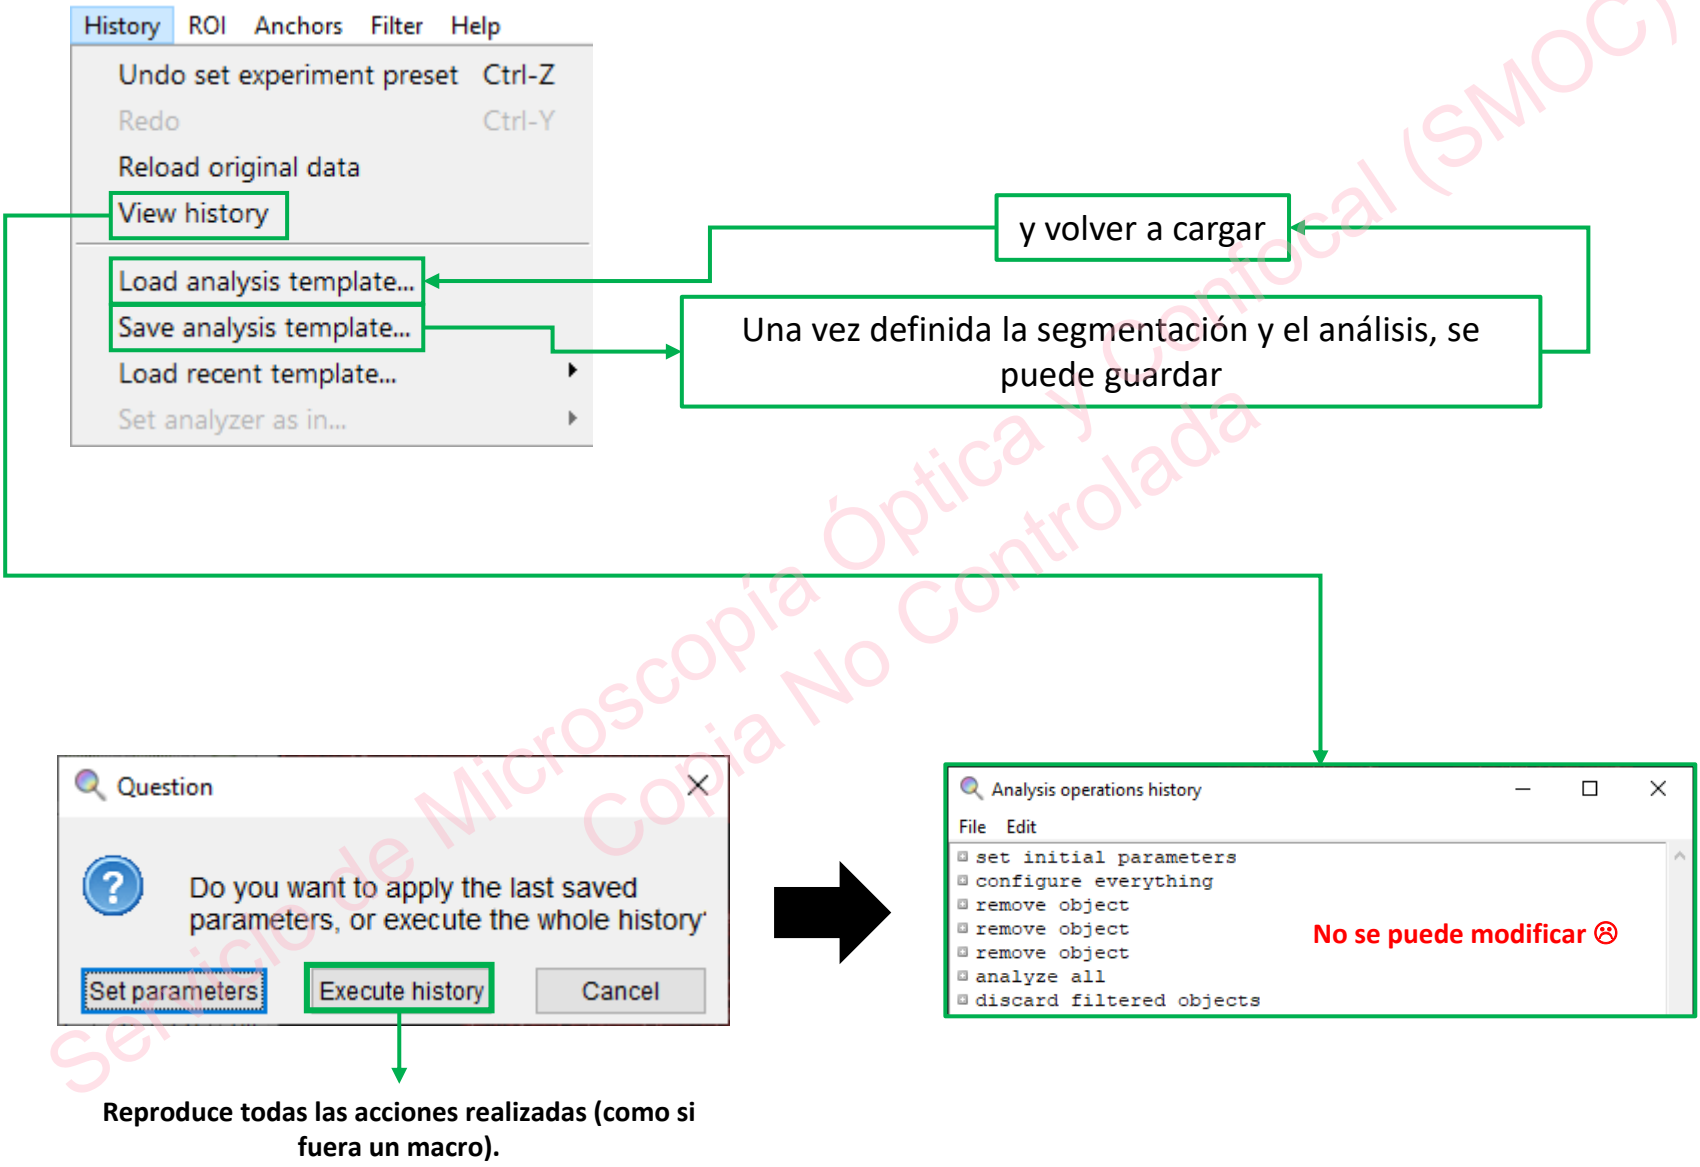 History ROI Anchors Filter Help
Undo set experiment preset Ctrl-Z
Redo Ctrl-Y
Reload original data
View history
Load analysis template...
Save analysis template...
Load recent template...
Set analyzer as in...
y volver a cargar
Una vez definida la segmentación y el análisis, se
puede guardar
Servicio de Microscopía Óptica y Confocal (SMOC)
Copia No Controlada
Question
Do you want to apply the last saved
parameters, or execute the whole history
Set parameters Execute history Cancel
Reproduce todas las acciones realizadas (como si
fuera un macro).
Analysis operations history
File Edit
set initial parameters
configure everything
remove object
remove object
remove object
analyze all
discard filtered objects
No se puede modificar ☹